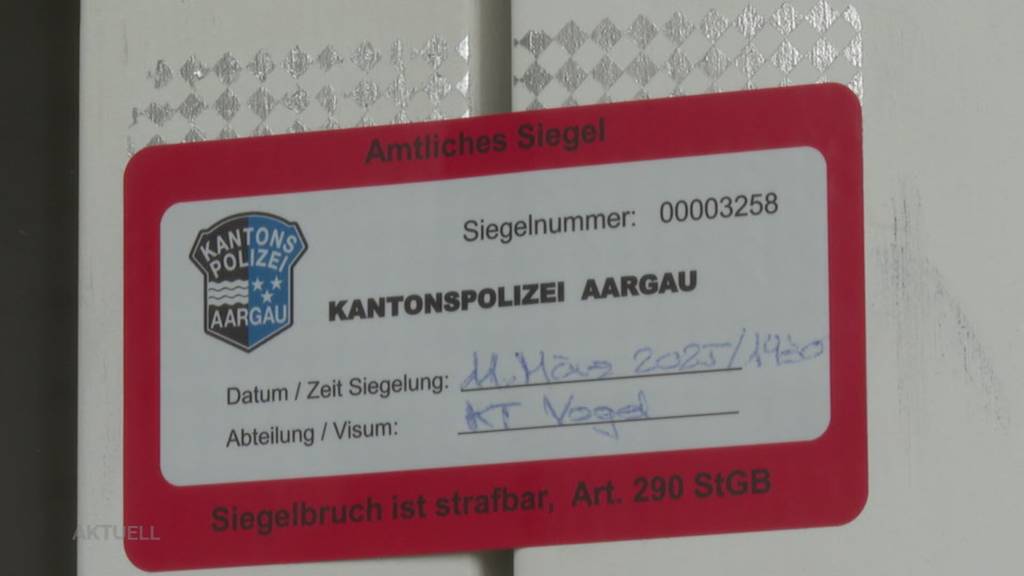 Amtliches Siegel
Siegelnummer: 00003258
KANTONS
POLIZEI
AARGAU
KANTONSPOLIZEI AARGAU
Datum / Zeit Siegelung: 11. März 2025 / 1930
Abteilung / Visum: KT Vogel
Siegelbruch ist strafbar, Art. 290 StGB
AKTUELL